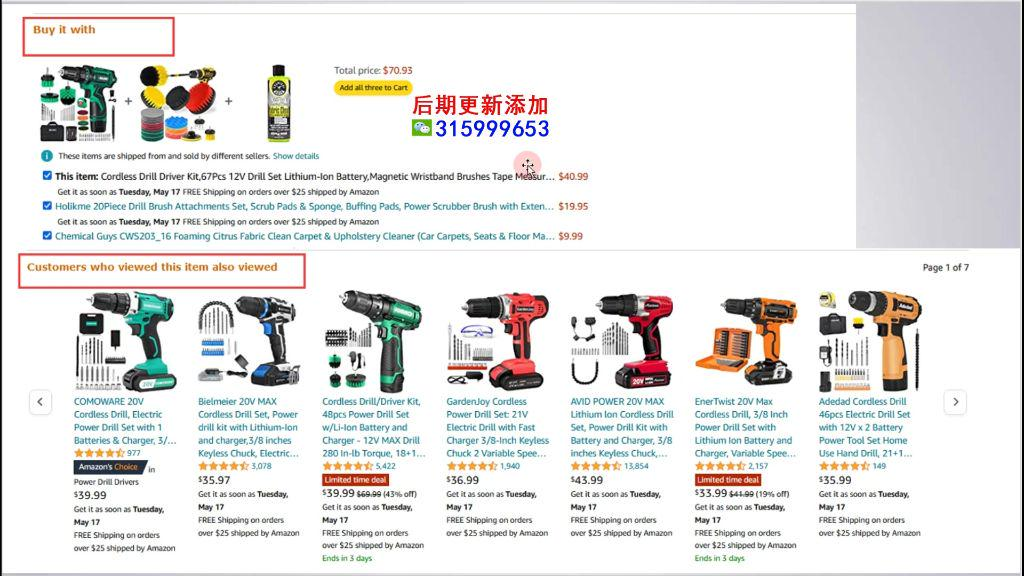 Buy it with
Total price: $70.93
Add all three to Cart
后期更新添加
315999653
These items are shipped from and sold by different sellers. Show details
This item: Cordless Drill Driver Kit,67Pcs 12V Drill Set Lithium-Ion Battery,Magnetic Wristband Brushes Tape Measur... $40.99
Get it as soon as Tuesday, May 17 FREE Shipping on orders over $25 shipped by Amazon
Holikme 20Piece Drill Brush Attachments Set, Scrub Pads & Sponge, Buffing Pads, Power Scrubber Brush with Exten... $19.95
Get it as soon as Tuesday, May 17 FREE Shipping on orders over $25 shipped by Amazon
Chemical Guys CWS203_16 Foaming Citrus Fabric Clean Carpet & Upholstery Cleaner (Car Carpets, Seats & Floor Ma... $9.99
Customers who viewed this item also viewed
Page 1 of 7
COMOWARE 20V
Cordless Drill, Electric
Power Drill Set with 1
Batteries & Charger, 3/...
977
Amazon's Choice in
Power Drill Drivers
$39.99
Get it as soon as Tuesday,
May 17
FREE Shipping on orders
over $25 shipped by Amazon
Bielmeier 20V MAX
Cordless Drill Set, Power
drill kit with Lithium-Ion
and charger,3/8 inches
Keyless Chuck, Electric...
3,078
$35.97
Get it as soon as Tuesday,
May 17
FREE Shipping on orders
over $25 shipped by Amazon
Cordless Drill/Driver Kit,
48pcs Power Drill Set
w/Li-Ion Battery and
Charger - 12V MAX Drill
280 In-lb Torque, 18+1...
5,422
Limited time deal
$39.99 $69.99 (43% off)
Get it as soon as Tuesday,
May 17
FREE Shipping on orders
over $25 shipped by Amazon
Ends in 3 days
GardenJoy Cordless
Power Drill Set: 21V
Electric Drill with Fast
Charger 3/8-Inch Keyless
Chuck 2 Variable Spee...
1,940
$36.99
Get it as soon as Tuesday,
May 17
FREE Shipping on orders
over $25 shipped by Amazon
AVID POWER 20V MAX
Lithium Ion Cordless Drill
Set, Power Drill Kit with
Battery and Charger, 3/8
inches Keyless Chuck,...
13,854
$43.99
Get it as soon as Tuesday,
May 17
FREE Shipping on orders
over $25 shipped by Amazon
EnerTwist 20V Max
Cordless Drill, 3/8 Inch
Power Drill Set with
Lithium Ion Battery and
Charger, Variable Spee...
2,157
Limited time deal
$33.99 $41.99 (19% off)
Get it as soon as Tuesday,
May 17
FREE Shipping on orders
over $25 shipped by Amazon
Ends in 3 days
Adedad Cordless Drill
46pcs Electric Drill Set
with 12V x 2 Battery
Power Tool Set Home
Use Hand Drill, 21+1...
149
$35.99
Get it as soon as Tuesday,
May 17
FREE Shipping on orders
over $25 shipped by Amazon